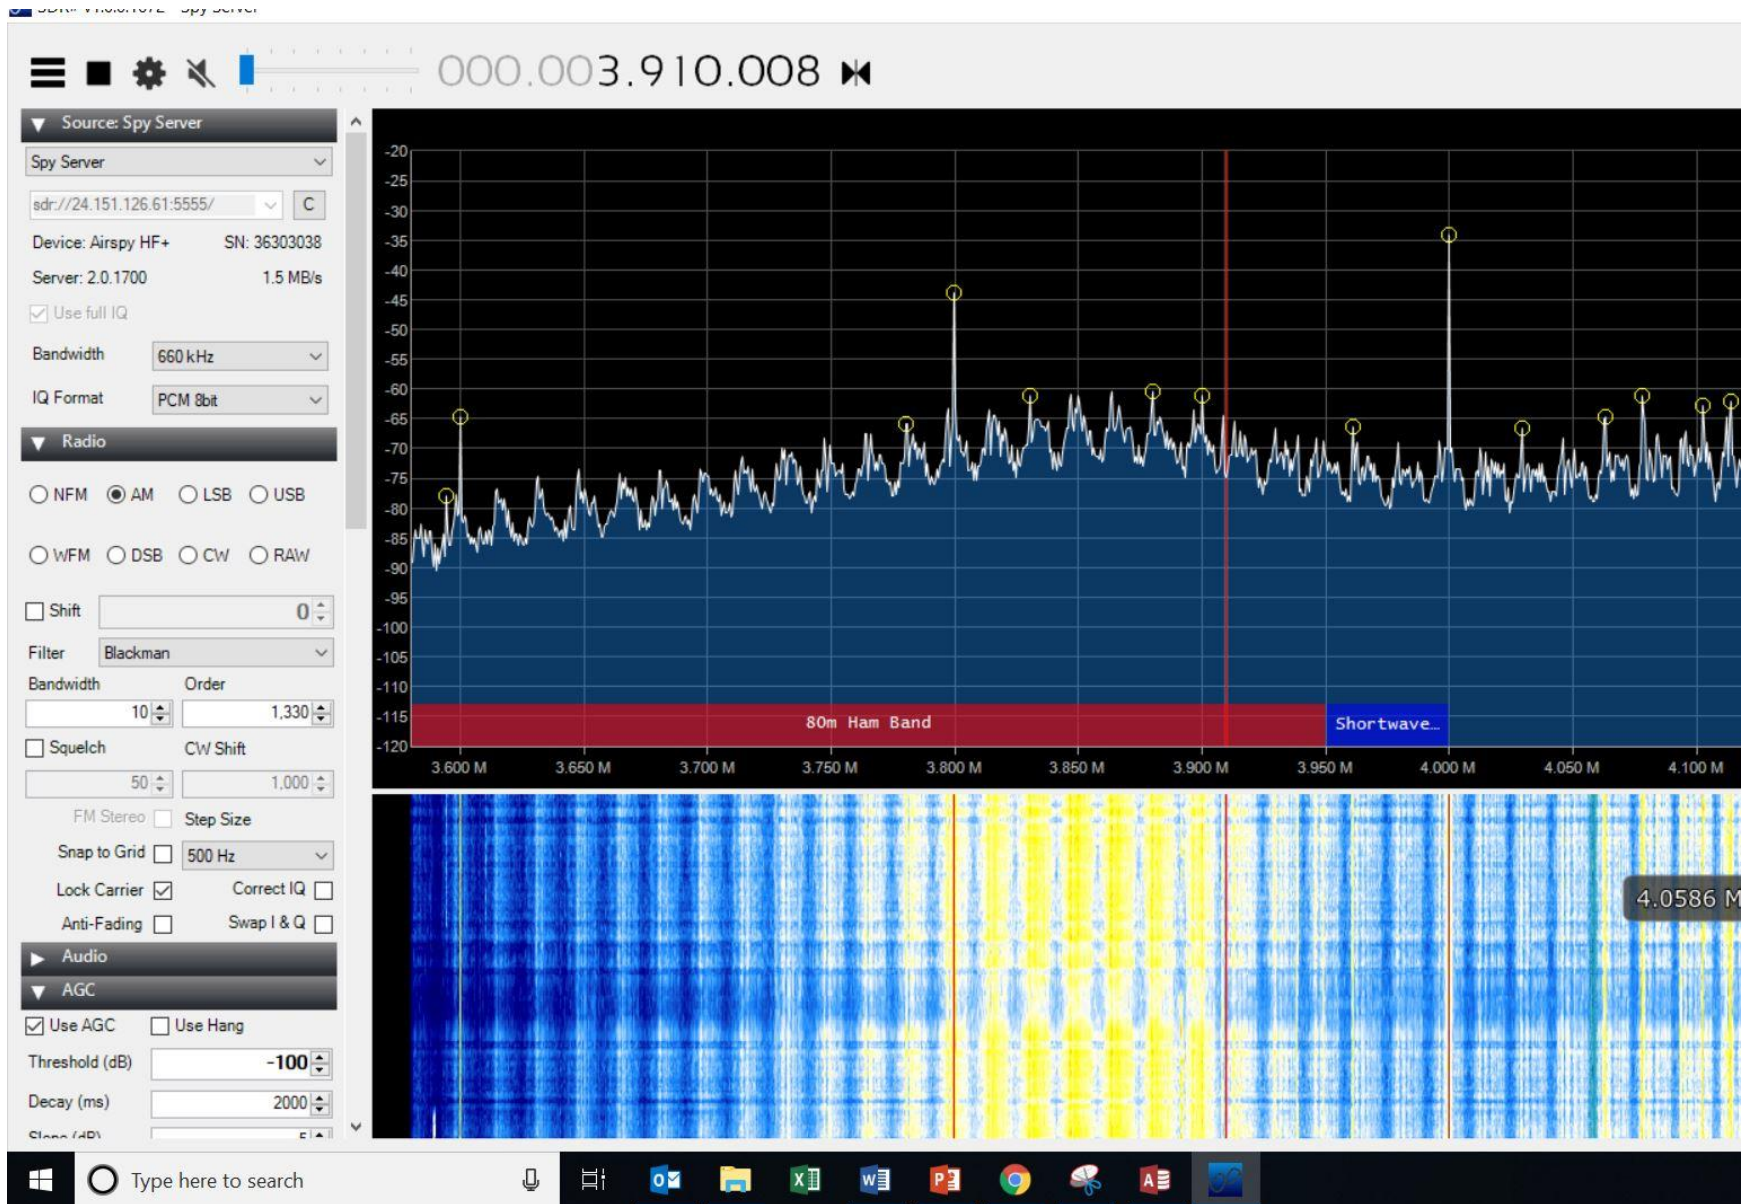 000.003.910.008
Source: Spy Server
Spy Server
sdr://24.151.126.61:5555/ C
Device: Airspy HF+ SN: 36303038
Server: 2.0.1700 1.5 MB/s
Use full IQ
Bandwidth 660 kHz
IQ Format PCM 8bit
Radio
NFM AM LSB USB
WFM DSB CW RAW
Shift 0
Filter Blackman
Bandwidth Order
10 1,330
Squelch CW Shift
50 1,000
FM Stereo Step Size
Snap to Grid 500 Hz
Lock Carrier Correct IQ
Anti-Fading Swap I & Q
Audio
AGC
Use AGC Use Hang
Threshold (dB) -100
Decay (ms) 2000
-20
-25
-30
-35
-40
-45
-50
-55
-60
-65
-70
-75
-80
-85
-90
-95
-100
-105
-110
-115
-120
80m Ham Band Shortwave…
3.600 M 3.650 M 3.700 M 3.750 M 3.800 M 3.850 M 3.900 M 3.950 M 4.000 M 4.050 M 4.100 M
4.0586 M
Type here to search